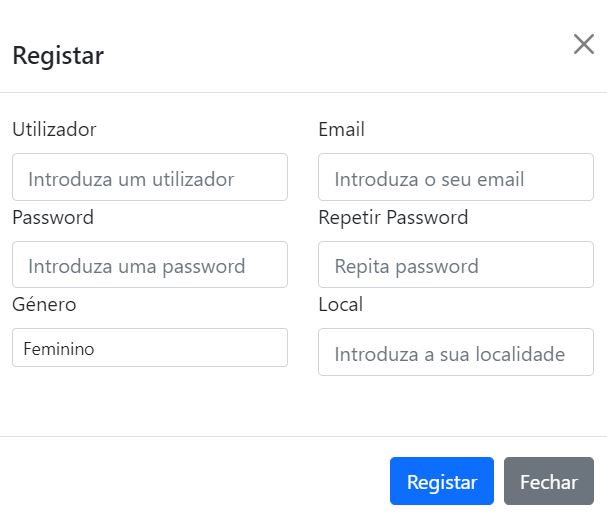 Registar
Utilizador
Email
Introduza um utilizador
Introduza o seu email
Password
Repetir Password
Introduza uma password
Repita password
Género
Local
Feminino
Introduza a sua localidade
Registar
Fechar